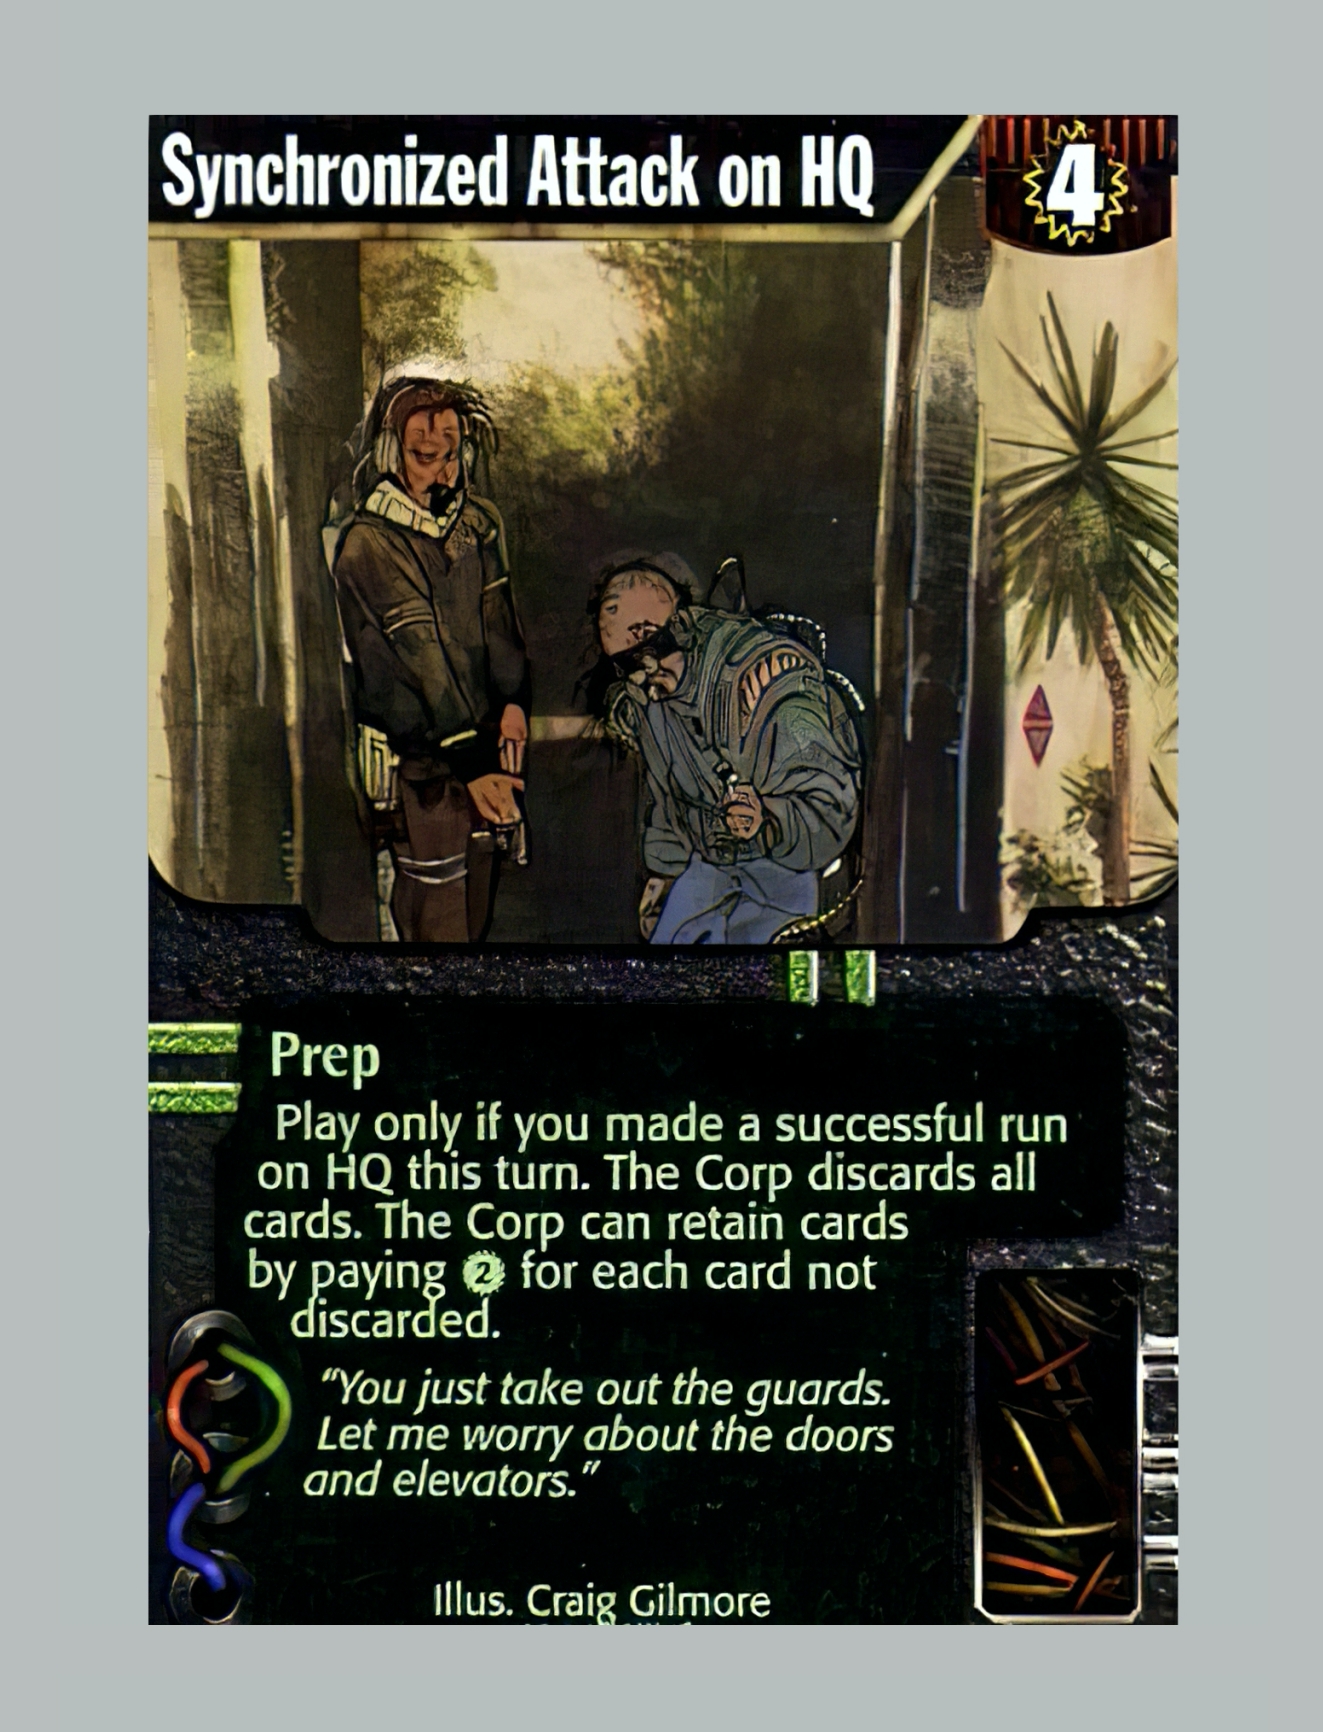 Synchronized Attack on HQ
4
Prep
Play only if you made a successful run
on HQ this turn. The Corp discards all
cards. The Corp can retain cards
by paying 2 for each card not
discarded.
“You just take out the guards.
Let me worry about the doors
and elevators.”
Illus. Craig Gilmore